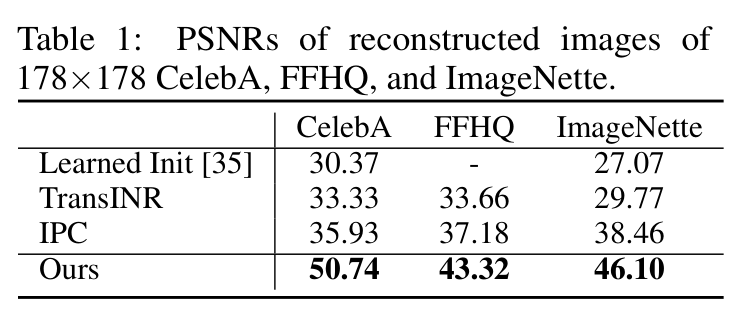 Table 1: PSNRs of reconstructed images of
178×178 CelebA, FFHQ, and ImageNette.
CelebA FFHQ ImageNette
Learned Init [35] 30.37 - 27.07
TransINR 33.33 33.66 29.77
IPC 35.93 37.18 38.46
Ours 50.74 43.32 46.10